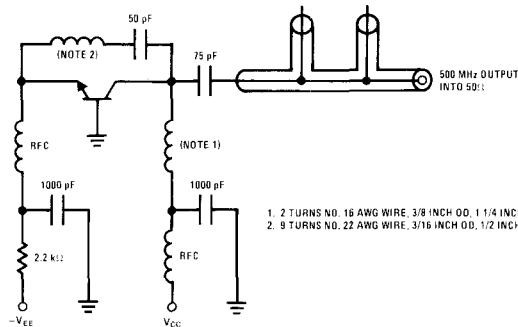 50 pF
(NOTE 2)
75 pF
500 MHz OUTPUT
INTO 50Ω
RFC
(NOTE 1)
1000 pF
1000 pF
1. 2 TURNS NO. 16 AWG WIRE, 3/8 INCH OD, 1 1/4 INC
2. 9 TURNS NO. 22 AWG WIRE, 3/16 INCH OD, 1/2 INC
2.2 kΩ
RFC
-VEE
VCC